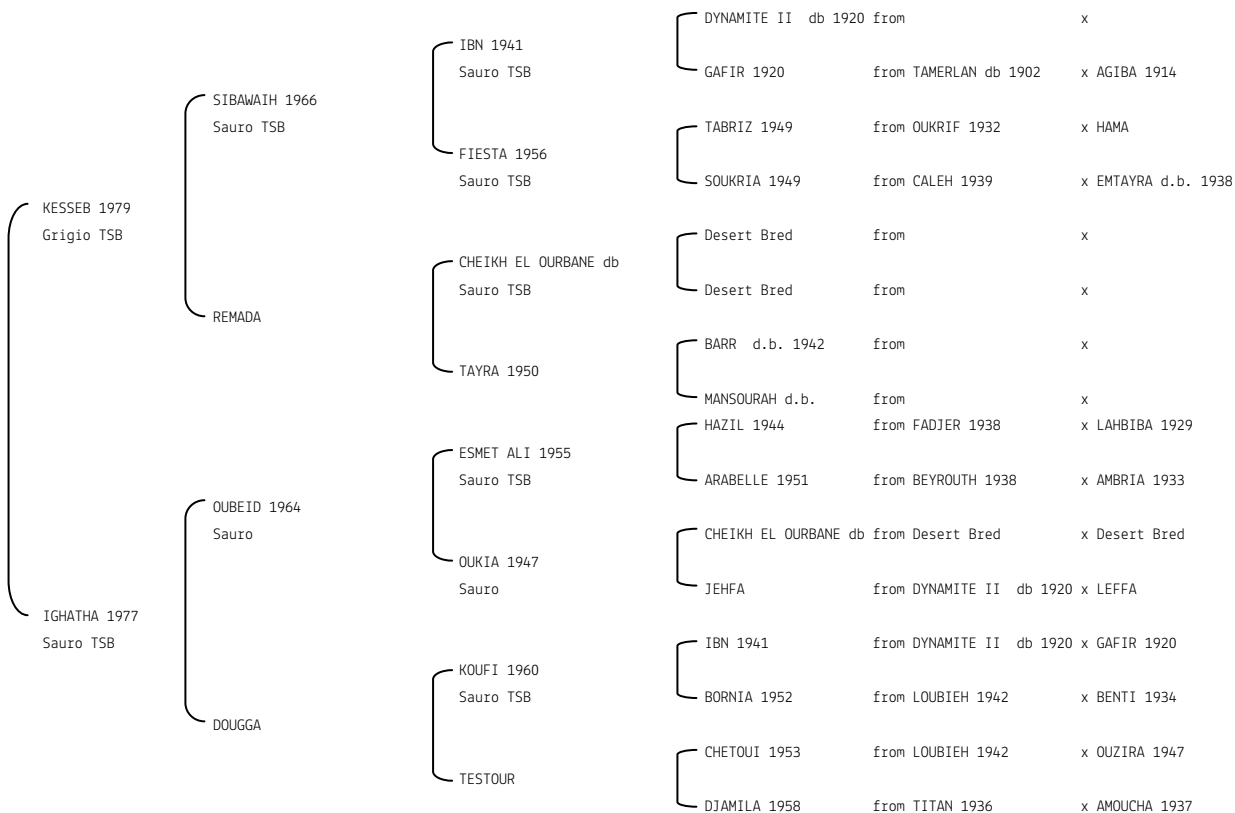 DYNAMITE II db 1920 from x
IBN 1941
Sauro TSB
GAFIR 1920 from TAMERLAN db 1902 x AGIBA 1914
SIBAWAIH 1966
Sauro TSB
TABRIZ 1949 from OUKRIF 1932 x HAMA
FIESTA 1956
Sauro TSB
SOUKRIA 1949 from CALEH 1939 x EMTAYRA d.b. 1938
KESSEB 1979
Grigio TSB
Desert Bred from x
CHEIKH EL OURBANE db
Sauro TSB
Desert Bred from x
REMADA
BARR d.b. 1942 from x
TAYRA 1950
MANSOURAH d.b. from x
HAZIL 1944 from FADJER 1938 x LAHBIBA 1929
ESMET ALI 1955
Sauro TSB
ARABELLE 1951 from BEYROUTH 1938 x AMBRIA 1933
OUBEID 1964
Sauro
CHEIKH EL OURBANE db from Desert Bred x Desert Bred
OUKIA 1947
Sauro
JEHFA from DYNAMITE II db 1920 x LEFFA
IGHATHA 1977
Sauro TSB
IBN 1941 from DYNAMITE II db 1920 x GAFIR 1920
KOUFI 1960
Sauro TSB
BORNIA 1952 from LOUBIEH 1942 x BENTI 1934
DOUGGA
CHETOUI 1953 from LOUBIEH 1942 x OUZIRA 1947
TESTOUR
DJAMILA 1958 from TITAN 1936 x AMOUCHA 1937